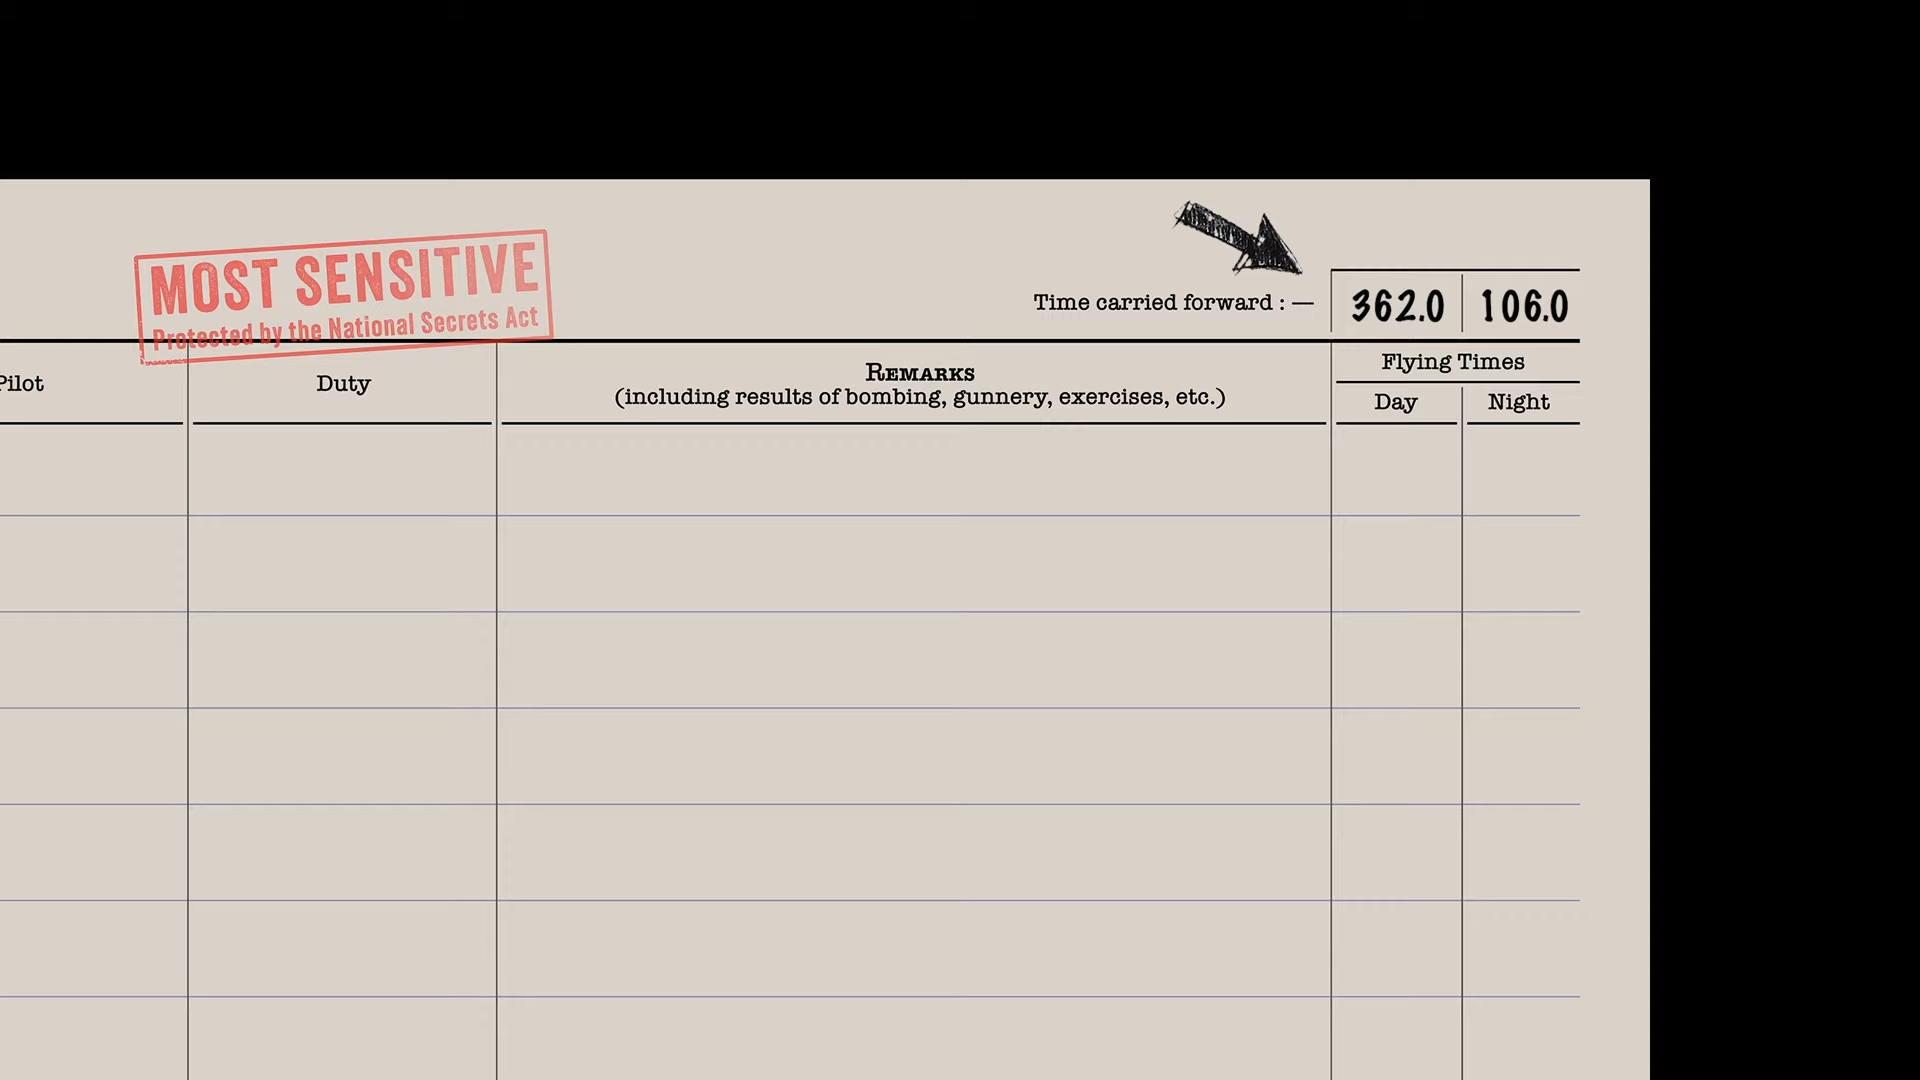 MOST SENSITIVE
Protected by the National Secrets Act
Time carried forward : — 362.0 106.0
Pilot Duty REMARKS Flying Times
(including results of bombing, gunnery, exercises, etc.) Day Night